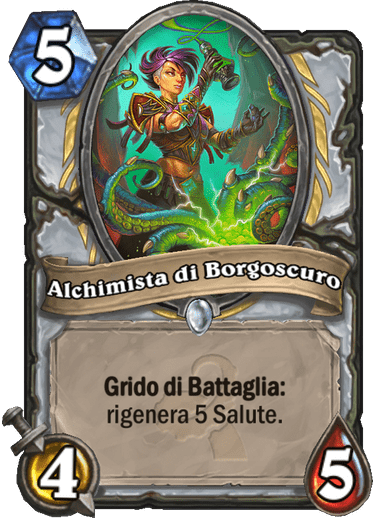 5
Alchimista di Borgoscuro
Grido di Battaglia:
rigenera 5 Salute.
4
5